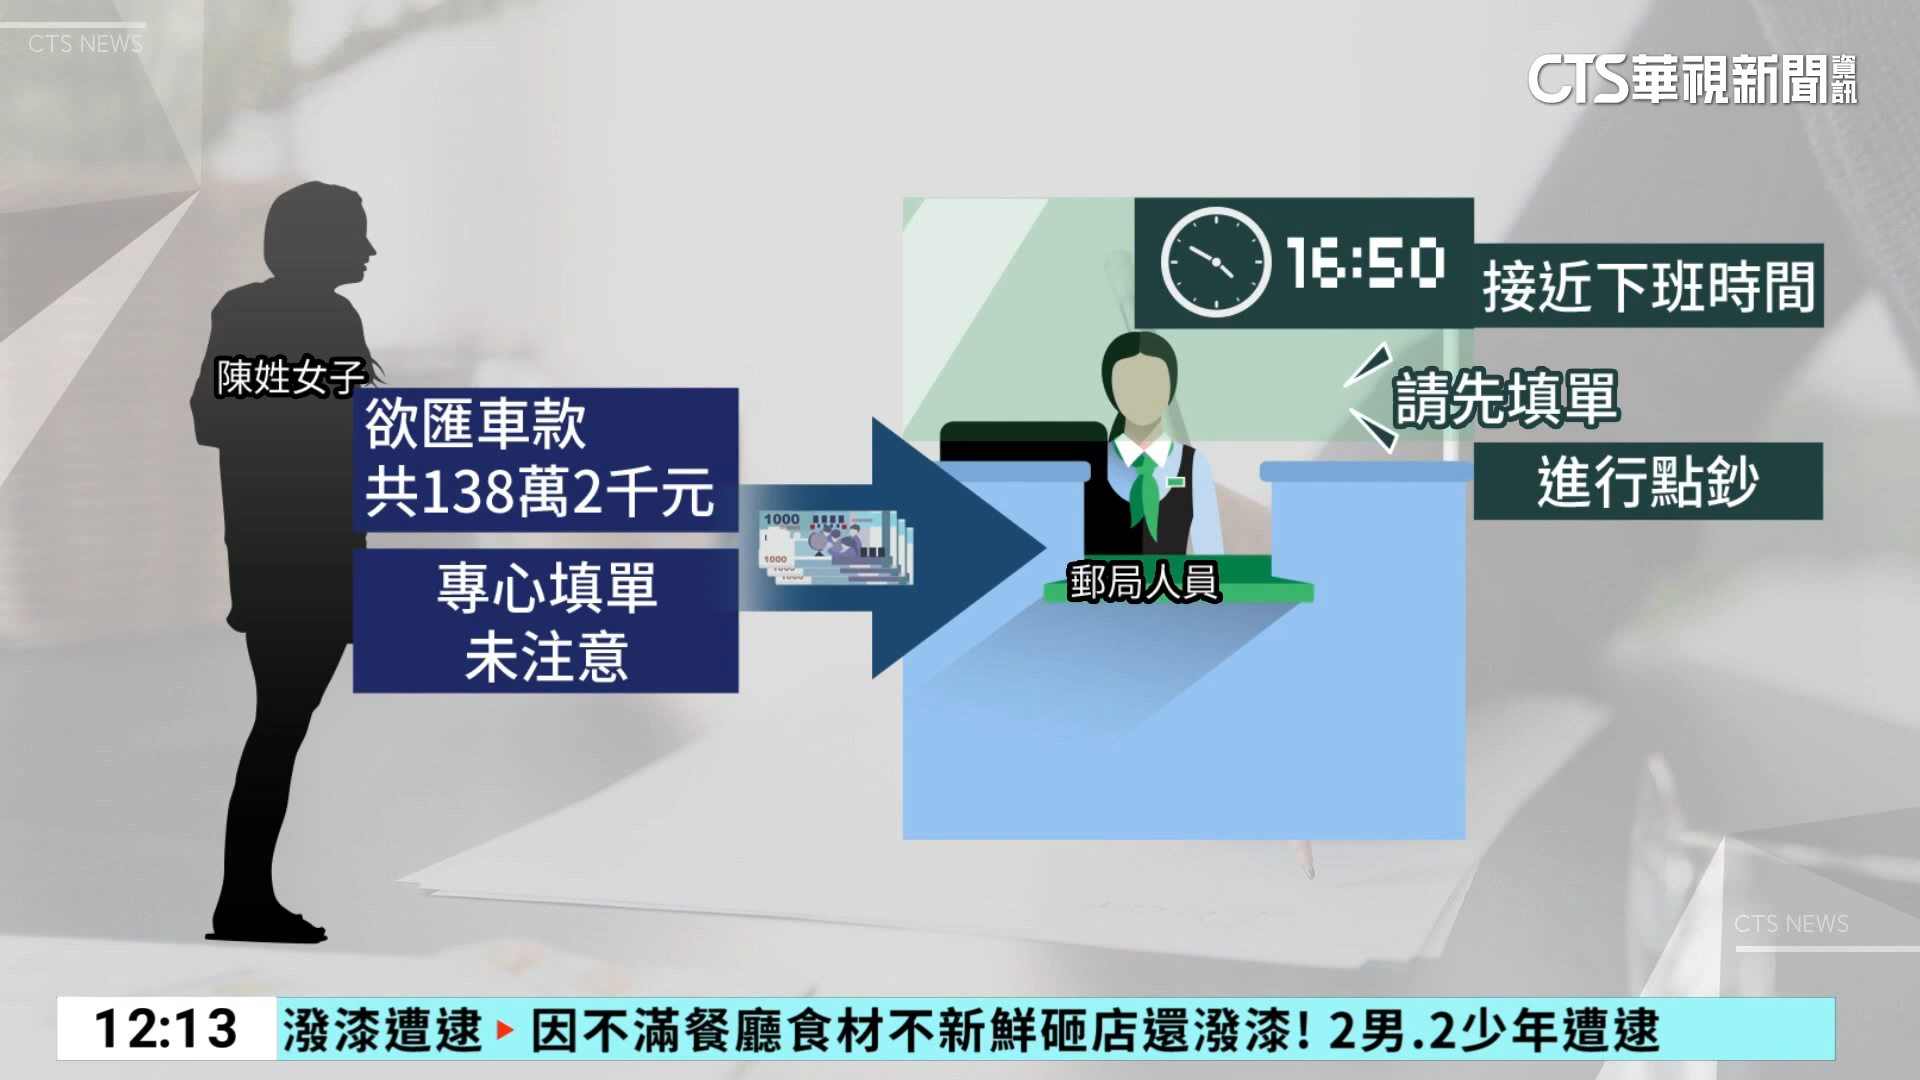 CTS NEWS
CTS華視新聞資訊
16:50
接近下班時間
請先填單
進行點鈔
陳姓女子
欲匯車款
共138萬2千元
專心填單
未注意
1000
1000
1000
1000
郵局人員
CTS NEWS
12:13
潑漆遭逮▶因不滿餐廳食材不新鮮砸店還潑漆! 2男.2少年遭逮